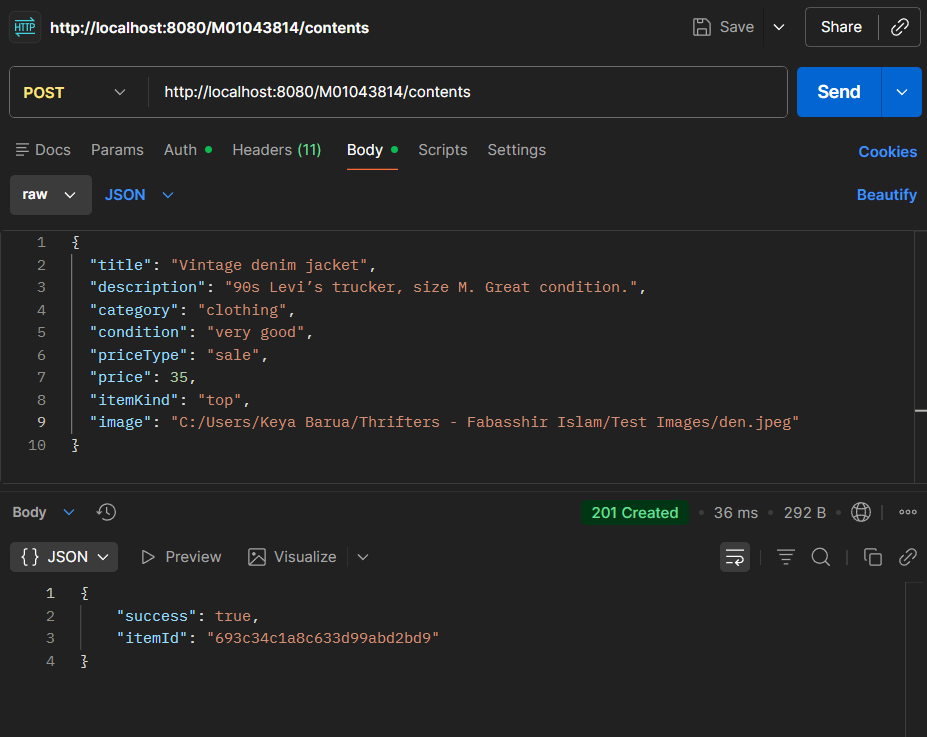 HTTP http://localhost:8080/M01043814/contents Save Share
POST http://localhost:8080/M01043814/contents Send
Docs Params Auth Headers (11) Body Scripts Settings Cookies
raw JSON Beautify
1 {
2 "title": "Vintage denim jacket",
3 "description": "90s Levi’s trucker, size M. Great condition.",
4 "category": "clothing",
5 "condition": "very good",
6 "priceType": "sale",
7 "price": 35,
8 "itemKind": "top",
9 "image": "C:/Users/Keya Barua/Thrifters - Fabasshir Islam/Test Images/den.jpeg"
10 }
Body 201 Created • 36 ms • 292 B
{} JSON Preview Visualize
1 {
2 "success": true,
3 "itemId": "693c34c1a8c633d99abd2bd9"
4 }